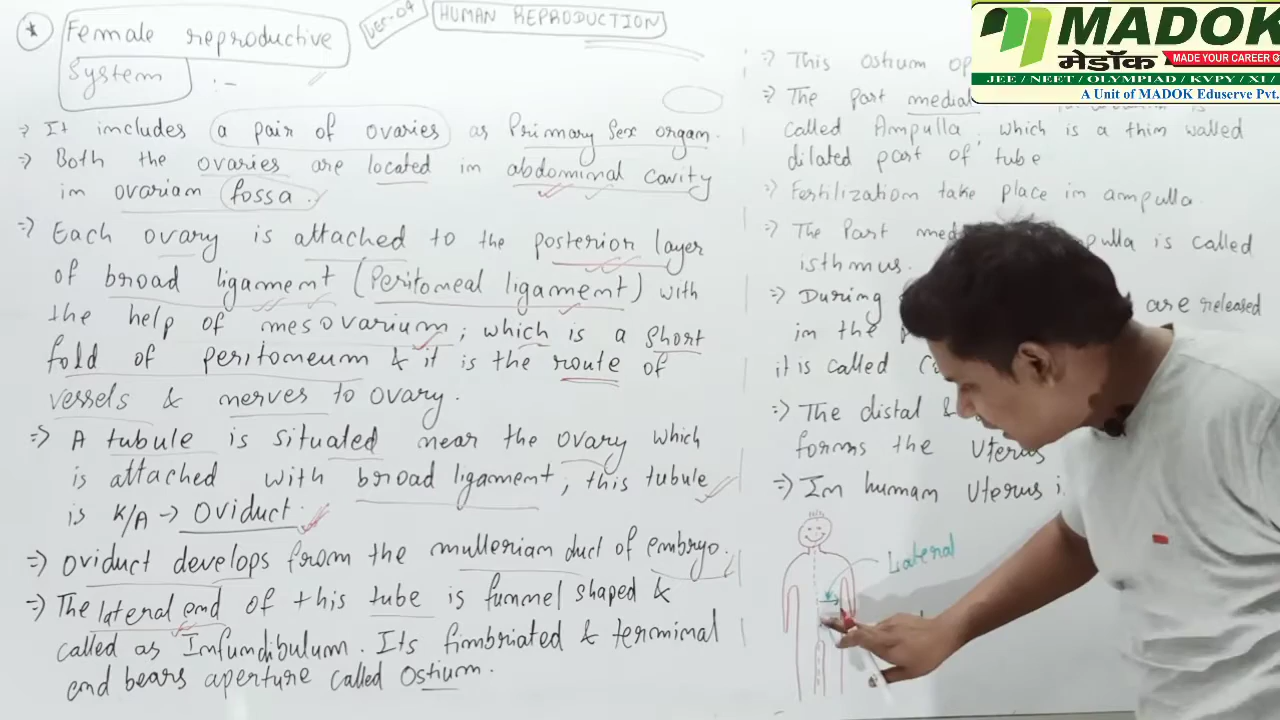 * Female reproductive
System :-
Lec-04
HUMAN REPRODUCTION
⇒ It includes a pair of ovaries as Primary Sex organ.
⇒ Both the ovaries are located in abdominal cavity
in ovarian fossa.
⇒ Each ovary is attached to the posterior layer
of broad ligament (Peritoneal ligament) with
the help of mesovarium, which is a short
fold of peritoneum & it is the route of
vessels & nerves to ovary.
⇒ A tubule is situated near the ovary which
is attached with broad ligament, this tubule
is K/A → Oviduct.
⇒ Oviduct develops from the mullerian duct of embryo.
⇒ The lateral end of this tube is funnel shaped &
called as Infundibulum. Its fimbriated & terminal
end bears aperture called Ostium.
⇒ This ostium op
⇒ The part medial
called Ampulla, which is a thin walled
dilated part of tube
⇒ Fertilization take place in ampulla.
⇒ The Part med ampulla is called
isthmus.
⇒ During are released
in the
it is called
⇒ The distal &
forms the Uterus
⇒ In human Uterus i
Lateral
MADOK
मेडॉक
MADE YOUR CAREER G
JEE / NEET / OLYMPIAD / KVPY / XI /
A Unit of MADOK Eduserve Pvt.